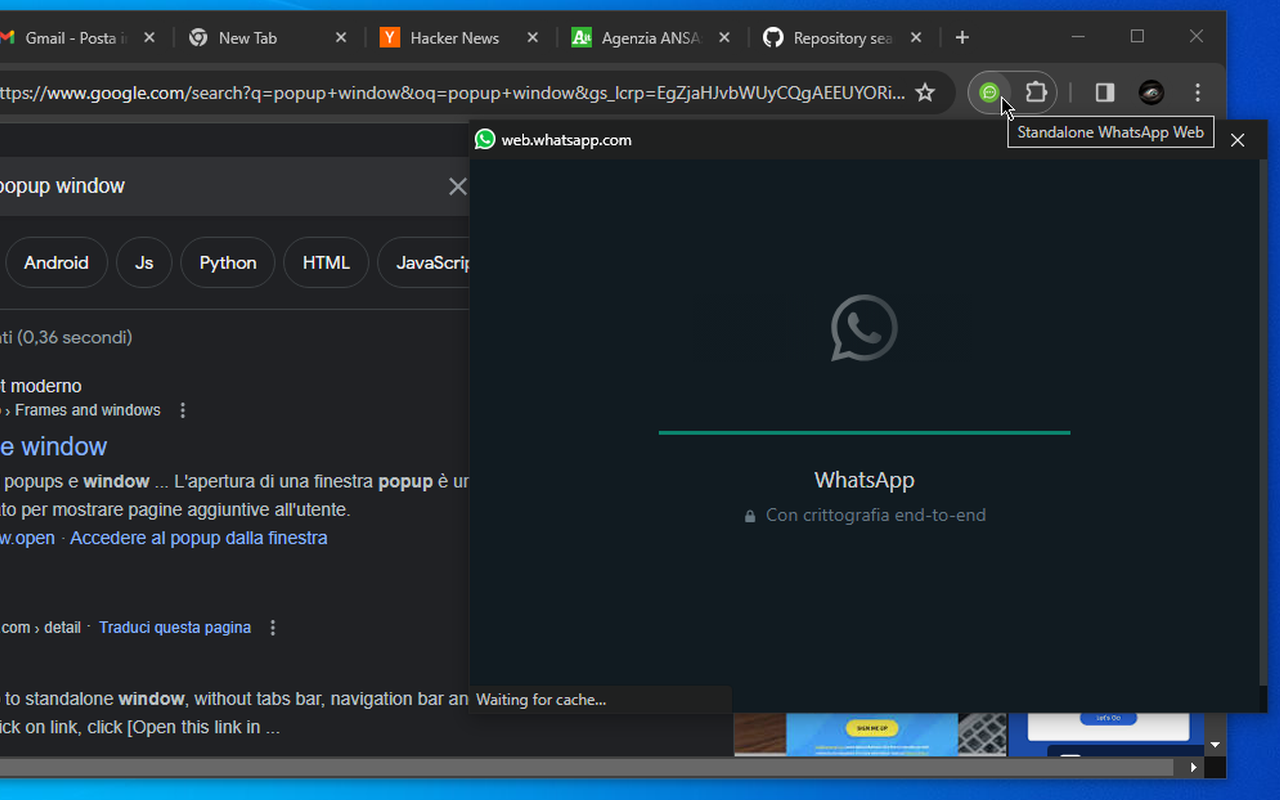 Gmail - Posta i
New Tab
Hacker News
Agenzia ANSA
Repository sea
ttps://www.google.com/search?q=popup+window&oq=popup+window&gs_lcrp=EgZjaHJvbWUyCQgAEEUYORi...
Standalone WhatsApp Web
web.whatsapp.com
popup window
Android
Js
Python
HTML
JavaScrip
ti (0,36 secondi)
t moderno
› Frames and windows
e window
popups e window ... L'apertura di una finestra popup è un
to per mostrare pagine aggiuntive all'utente.
w.open · Accedere al popup dalla finestra
.com › detail · Traduci questa pagina
to standalone window, without tabs bar, navigation bar an
ick on link, click [Open this link in ...
WhatsApp
Con crittografia end-to-end
Waiting for cache...
SIGN ME UP
Let's Go